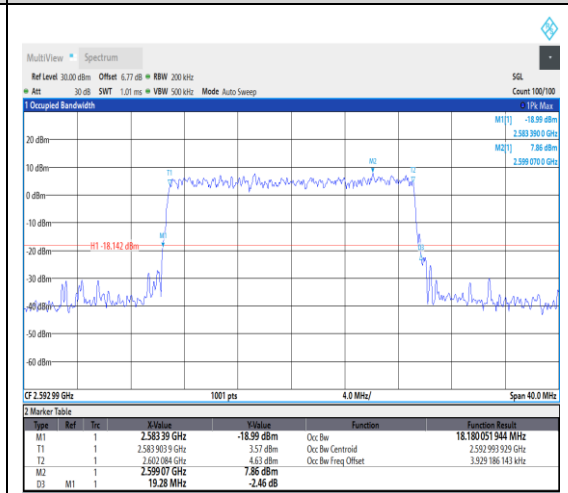 MultiView Spectrum
Ref Level 30.00 dBm Offset 6.77 dB RBW 200 kHz SGL
Att 30 dB SWT 1.01 ms VBW 500 kHz Mode Auto Sweep Count 100/100
1 Occupied Bandwidth 1Pk Max
M1[1] -18.99 dBm
2.583 390 0 GHz
M2[1] 7.86 dBm
2.599 070 0 GHz
20 dBm
10 dBm
T1
M2
T2
0 dBm
-10 dBm
M1
H1 -18.142 dBm
-20 dBm
D3
-30 dBm
-40 dBm
-50 dBm
-60 dBm
CF 2.592 99 GHz 1001 pts 4.0 MHz/ Span 40.0 MHz
2 Marker Table
Type Ref Trc X-Value Y-Value Function Function Result
M1 1 2.583 39 GHz -18.99 dBm Occ Bw 18.180 051 944 MHz
T1 1 2.583 903 9 GHz 3.57 dBm Occ Bw Centroid 2.592 993 929 GHz
T2 1 2.602 084 GHz 4.63 dBm Occ Bw Freq Offset 3.929 186 143 kHz
M2 1 2.599 07 GHz 7.86 dBm
D3 M1 1 19.28 MHz -2.46 dB